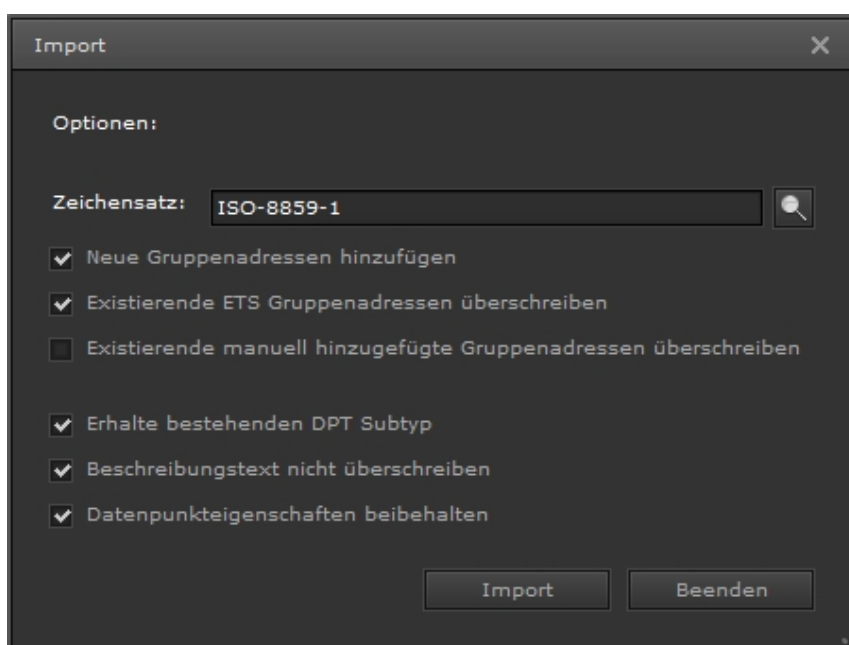 Import
Optionen:
Zeichensatz: ISO-8859-1
Neue Gruppenadressen hinzufügen
Existierende ETS Gruppenadressen überschreiben
Existierende manuell hinzugefügte Gruppenadressen überschreiben
Erhalte bestehenden DPT Subtyp
Beschreibungstext nicht überschreiben
Datenpunkteigenschaften beibehalten
Import Beenden